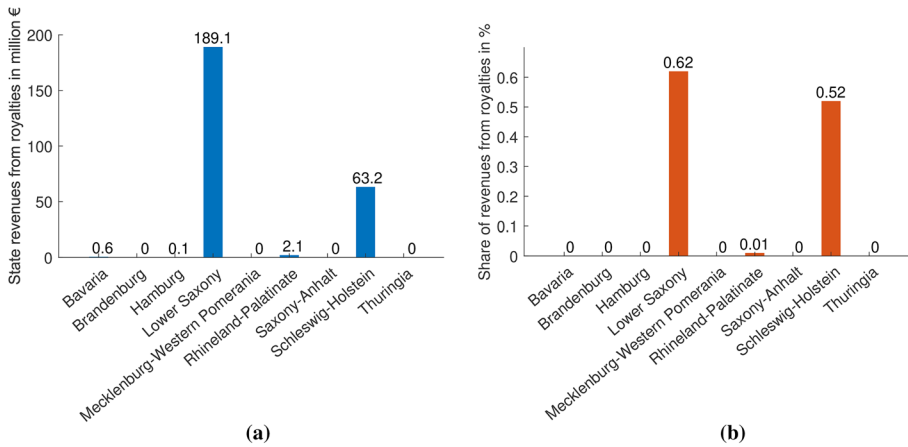 State revenues from royalties in million €
200
150
100
50
0
0.6
0
0.1
189.1
0
2.1
0
63.2
0
Bavaria
Brandenburg
Hamburg
Lower Saxony
Mecklenburg-Western Pomerania
Rhineland-Palatinate
Saxony-Anhalt
Schleswig-Holstein
Thuringia
(a)
Share of revenues from royalties in %
0.6
0.5
0.4
0.3
0.2
0.1
0
0
0
0
0.62
0
0.01
0
0.52
0
Bavaria
Brandenburg
Hamburg
Lower Saxony
Mecklenburg-Western Pomerania
Rhineland-Palatinate
Saxony-Anhalt
Schleswig-Holstein
Thuringia
(b)